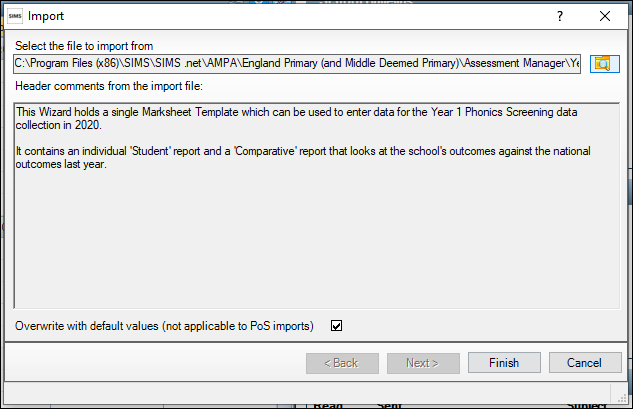 SIMS Import ?
Select the file to import from
C:\Program Files (x86)\SIMS\SIMS .net\AMPA\England Primary (and Middle Deemed Primary)\Assessment Manager\Ye
Header comments from the import file:
This Wizard holds a single Marksheet Template which can be used to enter data for the Year 1 Phonics Screening data
collection in 2020.
It contains an individual 'Student' report and a 'Comparative' report that looks at the school's outcomes against the national
outcomes last year.
Overwrite with default values (not applicable to PoS imports)
< Back Next > Finish Cancel
Read Sent Subject